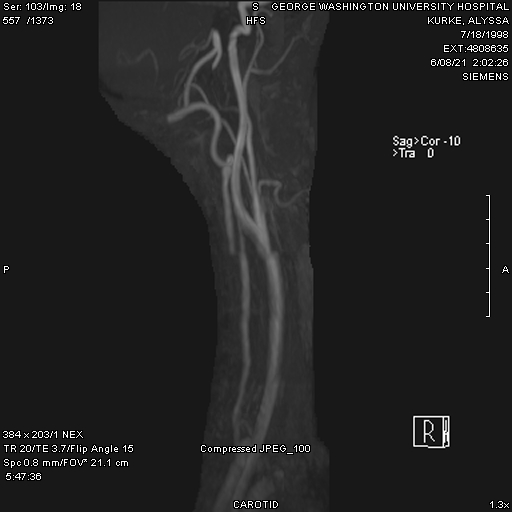 Ser: 103/Img: 18
557 /1373
S
HFS
GEORGE WASHINGTON UNIVERSITY HOSPITAL
KURKE, ALYSSA
7/18/1998
EXT:4808635
6/08/21 2:02:26
SIEMENS
Sag>Cor -10
>Tra 0
P
A
R
384 x 203/1 NEX
TR 20/TE 3.7/Flip Angle 15
Spc 0.8 mm/FOV* 21.1 cm
5:47:36
Compressed JPEG_100
CAROTID
1.3x